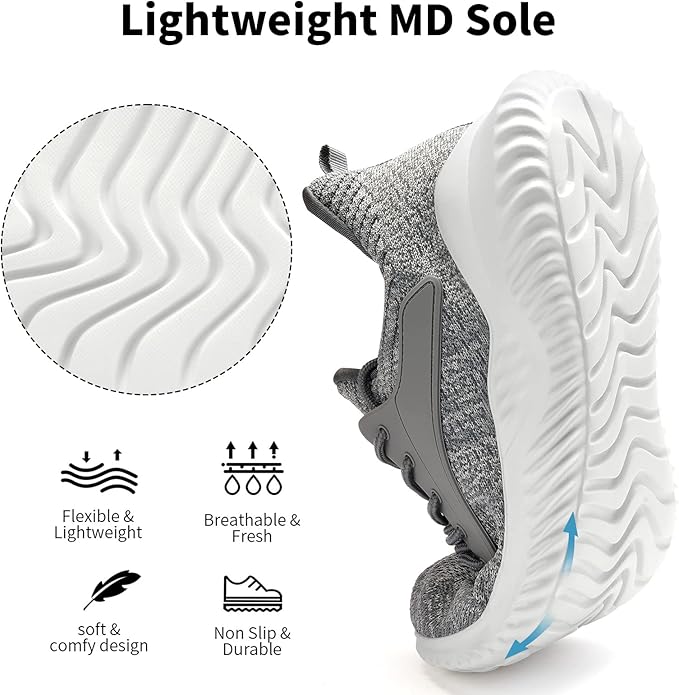 Lightweight MD Sole
Flexible &
Lightweight
Breathable &
Fresh
soft &
comfy design
Non Slip &
Durable